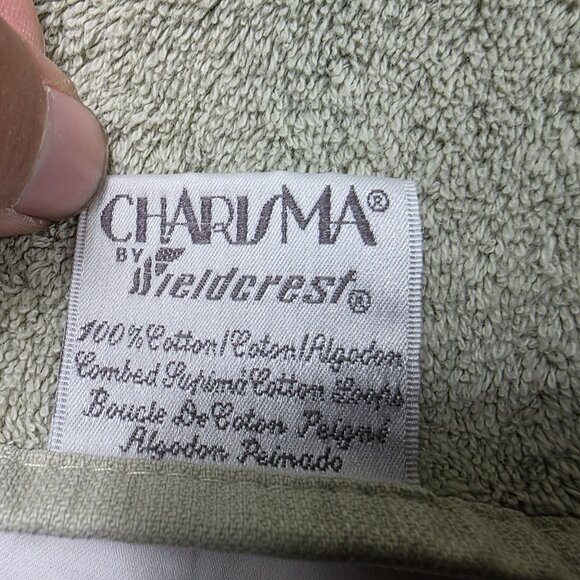 CHARISMA®
BY Fieldcrest®
100% Cotton/Coton/Algodon
Combed Supima Cotton Loops
Boucle De Coton Peigné
Algodon Peinado